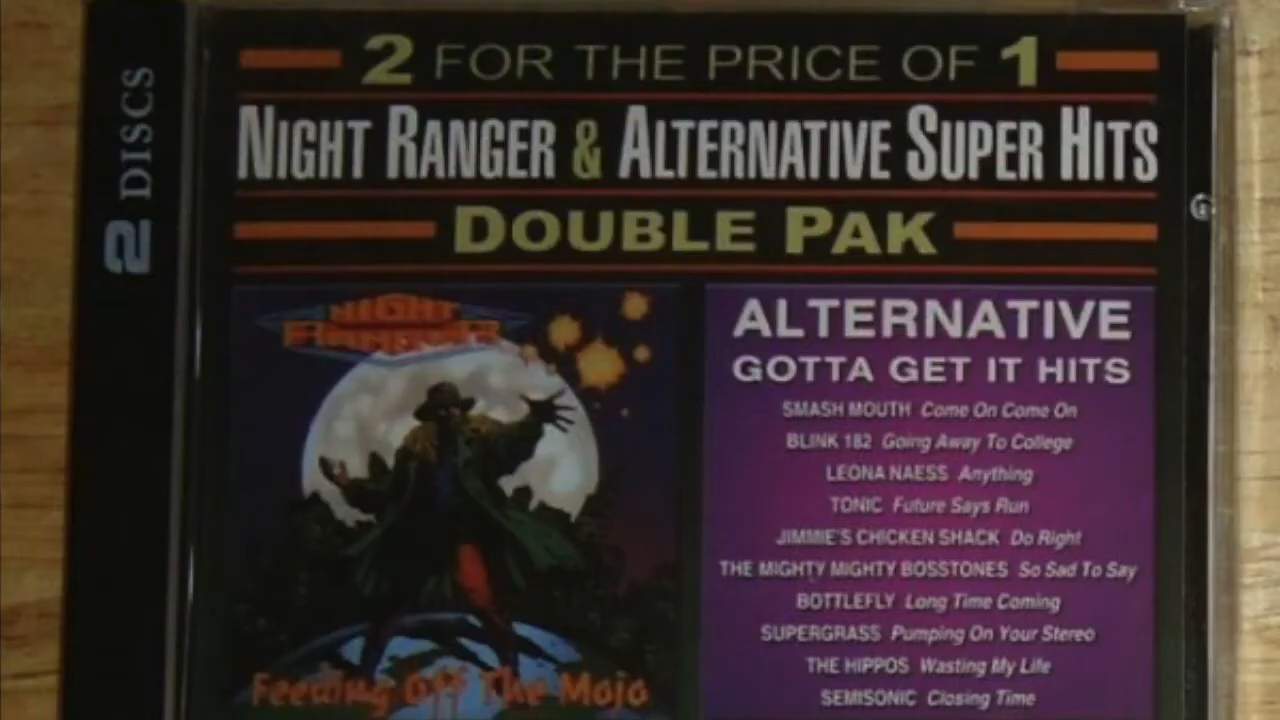 2 DISCS
2 FOR THE PRICE OF 1
NIGHT RANGER & ALTERNATIVE SUPER HITS
DOUBLE PAK
NIGHT
RANGER
Feeding Off The Mojo
ALTERNATIVE
GOTTA GET IT HITS
SMASH MOUTH Come On Come On
BLINK 182 Going Away To College
LEONA NAESS Anything
TONIC Future Says Run
JIMMIE'S CHICKEN SHACK Do Right
THE MIGHTY MIGHTY BOSSTONES So Sad To Say
BOTTLEFLY Long Time Coming
SUPERGRASS Pumping On Your Stereo
THE HIPPOS Wasting My Life
SEMISONIC Closing Time